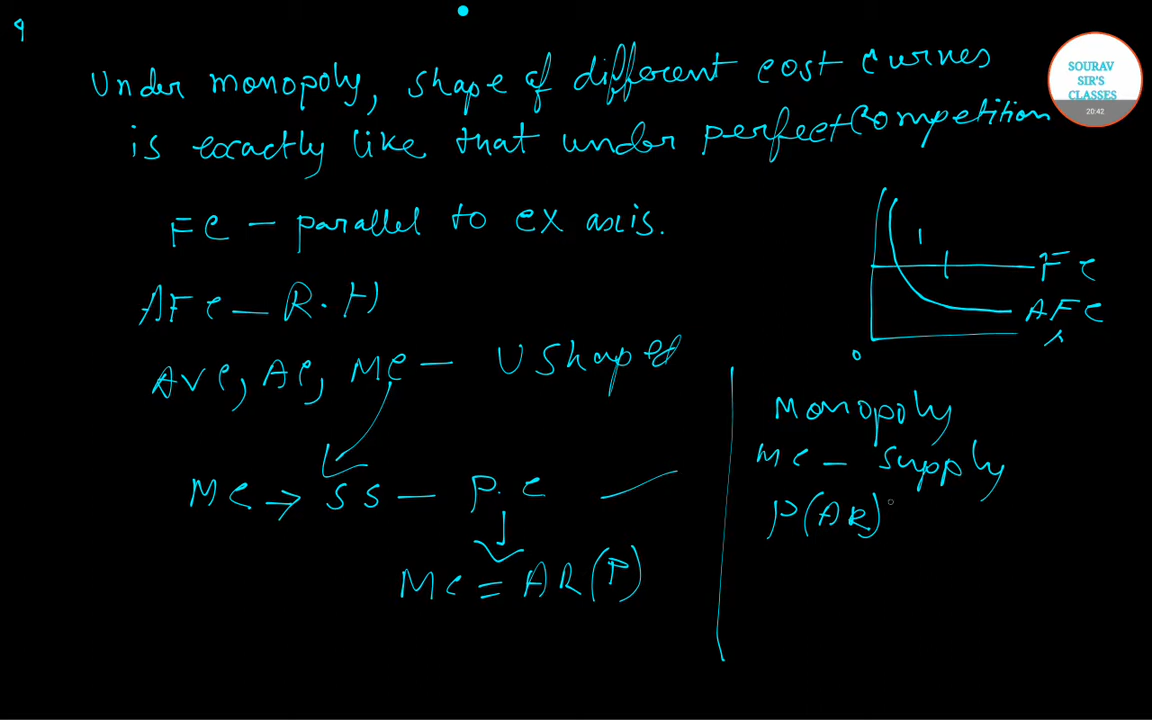 9
Under monopoly, shape of different cost curves
is exactly like that under perfect Competition
SOURAV
SIR'S
CLASSES
20:42
FC – parallel to ex axis.
AFC – R.H
AVC, AC, MC – U Shaped
MC → SS – P.C
MC = AR(P)
FC
AFC
O
Monopoly
MC – supply
P(AR)